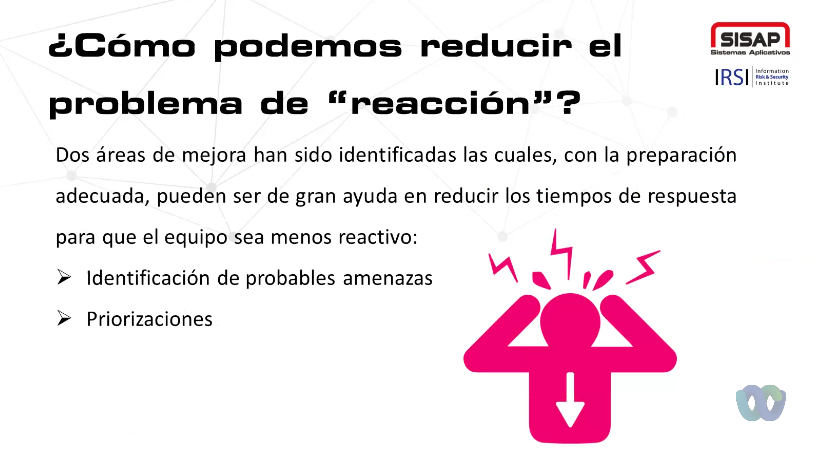 ¿Cómo podemos reducir el
problema de “reacción”?
SISAP
Sistemas Aplicativos
IRSI
Information
Risk & Security
Institute
Dos áreas de mejora han sido identificadas las cuales, con la preparación
adecuada, pueden ser de gran ayuda en reducir los tiempos de respuesta
para que el equipo sea menos reactivo:
➢ Identificación de probables amenazas
➢ Priorizaciones